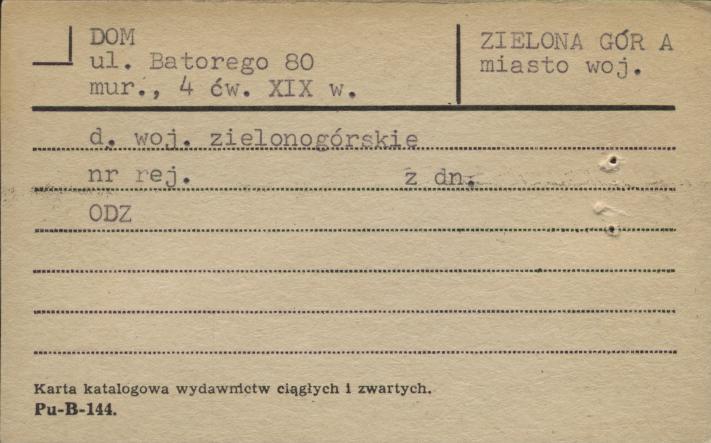 DOM
ul. Batorego 80
mur., 4 ćw. XIX w.
ZIELONA GÓR A
miasto woj.
d. woj. zielonogórskie
nr rej. z dn.
ODZ
Karta katalogowa wydawnictw ciągłych i zwartych.
Pu-B-144.